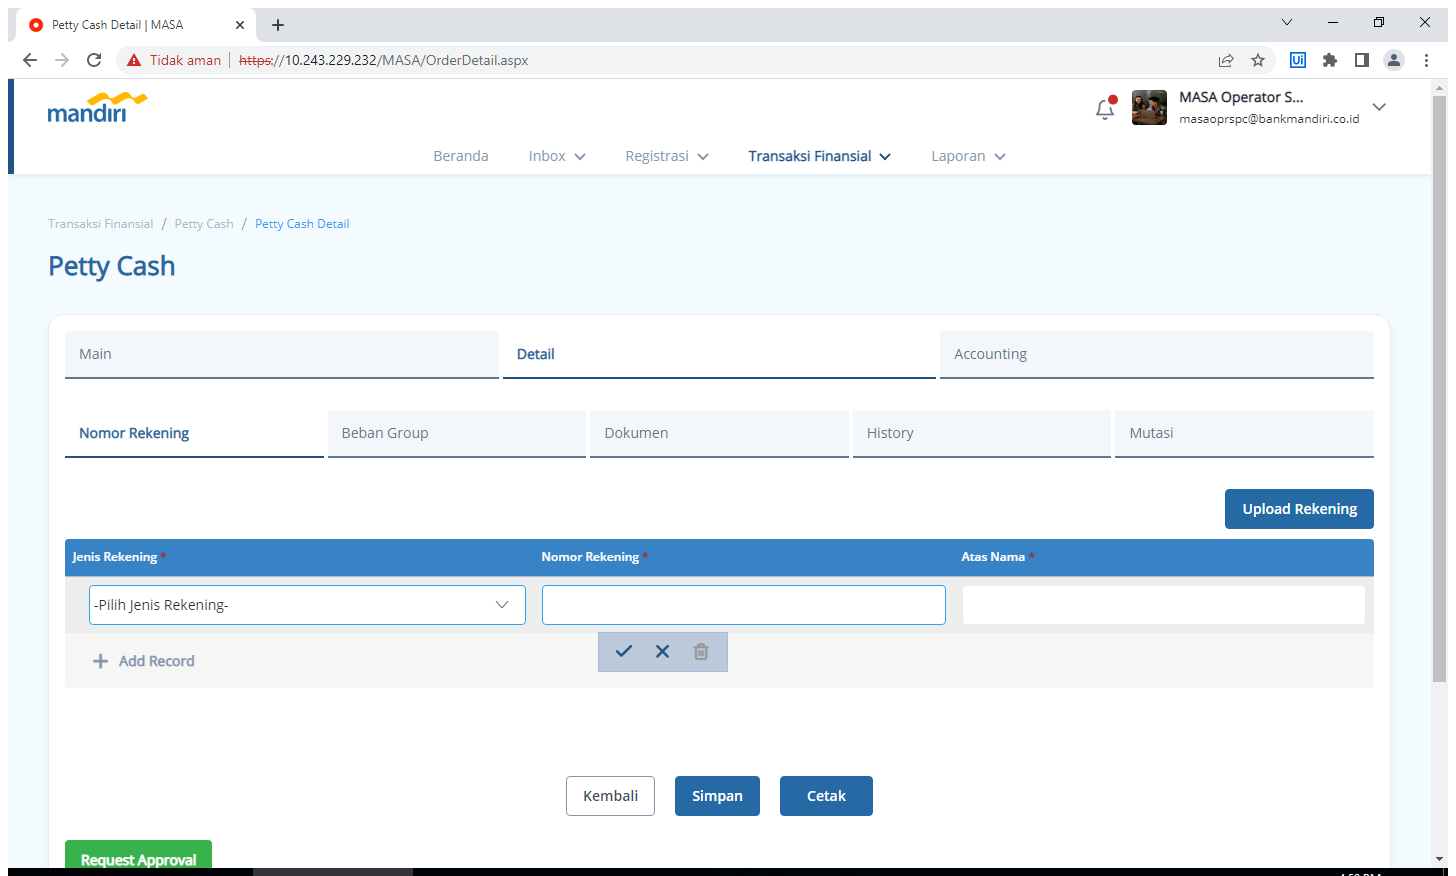 Petty Cash Detail | MASA
Tidak aman
https://10.243.229.232/MASA/OrderDetail.aspx
Ui
mandiri
MASA Operator S...
masaoprspc@bankmandiri.co.id
Beranda Inbox Registrasi Transaksi Finansial Laporan
Transaksi Finansial / Petty Cash / Petty Cash Detail
Petty Cash
Main Detail Accounting
Nomor Rekening Beban Group Dokumen History Mutasi
Upload Rekening
Jenis Rekening * Nomor Rekening * Atas Nama *
-Pilih Jenis Rekening-
Add Record
Kembali Simpan Cetak
Request Approval